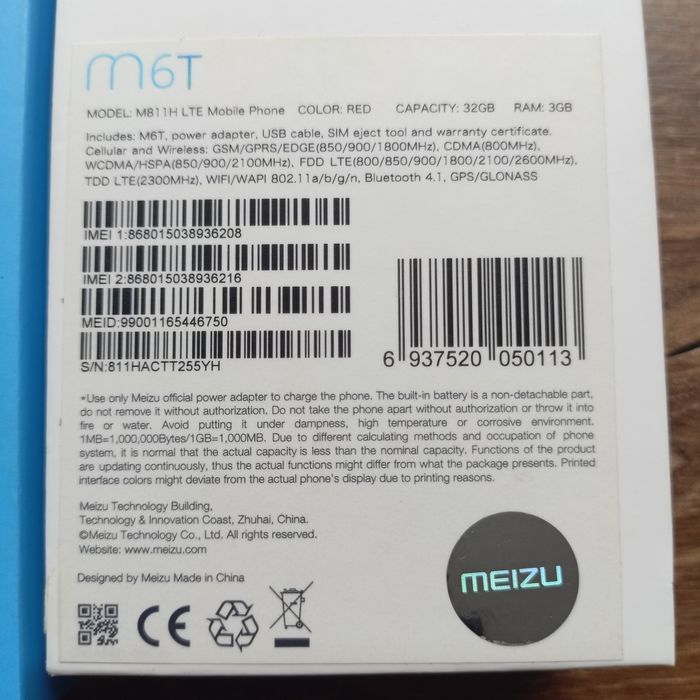 M6T
MODEL: M811H LTE Mobile Phone COLOR: RED CAPACITY: 32GB RAM: 3GB
Includes: M6T, power adapter, USB cable, SIM eject tool and warranty certificate.
Cellular and Wireless: GSM/GPRS/EDGE(850/900/1800MHz), CDMA(800MHz),
WCDMA/HSPA(850/900/2100MHz), FDD LTE(800/850/900/1800/2100/2600MHz),
TDD LTE(2300MHz), WIFI/WAPI 802.11a/b/g/n, Bluetooth 4.1, GPS/GLONASS
IMEI 1:868015038936208
IMEI 2:868015038936216
MEID:99001165446750
S/N:811HACTT255YH
6 937520 050113
*Use only Meizu official power adapter to charge the phone. The built-in battery is a non-detachable part,
do not remove it without authorization. Do not take the phone apart without authorization or throw it into
fire or water. Avoid putting it under dampness, high temperature or corrosive environment.
1MB=1,000,000Bytes/1GB=1,000MB. Due to different calculating methods and occupation of phone
system, it is normal that the actual capacity is less than the nominal capacity. Functions of the product
are updating continuously, thus the actual functions might differ from what the package presents. Printed
interface colors might deviate from the actual phone's display due to printing reasons.
Meizu Technology Building,
Technology & Innovation Coast, Zhuhai, China.
©Meizu Technology Co., Ltd. All rights reserved.
Website: www.meizu.com
Designed by Meizu Made in China
CE
MEIZU